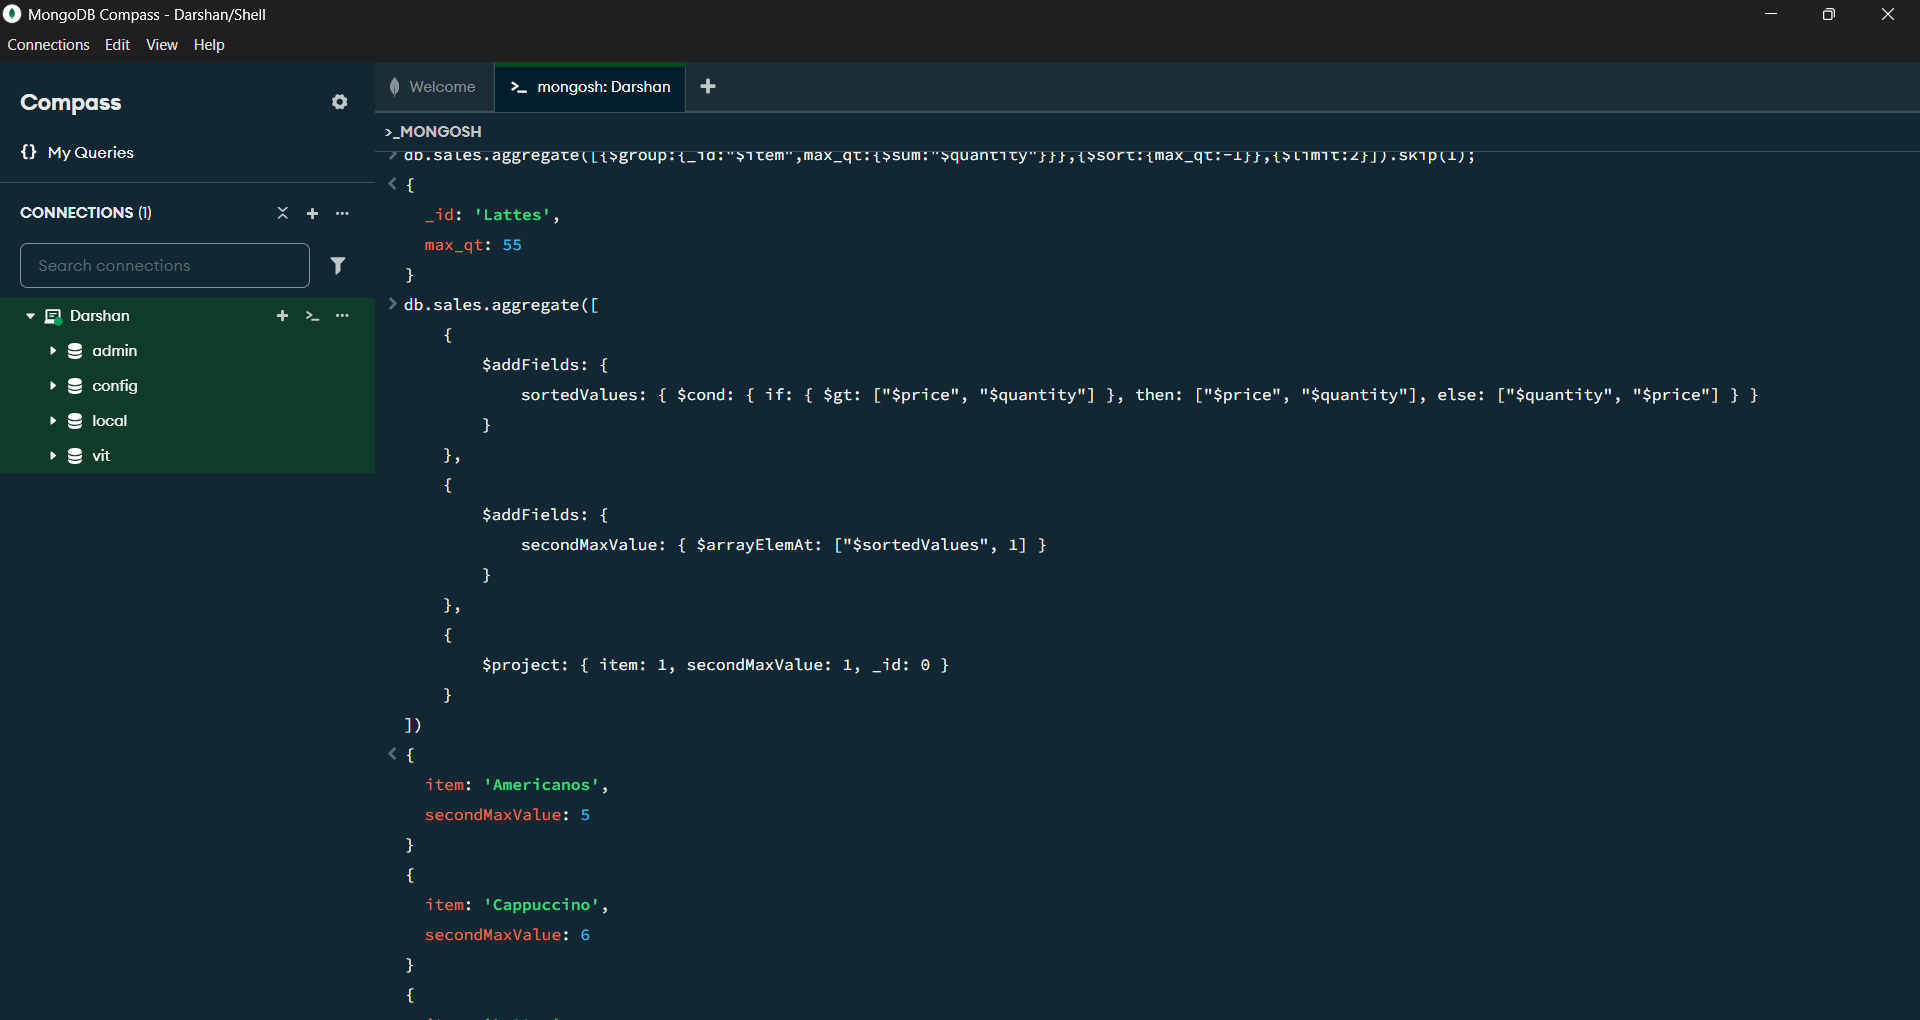 MongoDB Compass - Darshan/Shell
Connections Edit View Help
Compass
{} My Queries
CONNECTIONS (1)
Search connections
Darshan
admin
config
local
vit
Welcome
>_ mongosh: Darshan
>_MONGOSH
> db.sales.aggregate([{$group:{_id:"$item",max_qt:{$sum:"$quantity"}}},{$sort:{max_qt:-1}},{$limit:2}]).skip(1);
< {
_id: 'Lattes',
max_qt: 55
}
> db.sales.aggregate([
{
$addFields: {
sortedValues: { $cond: { if: { $gt: ["$price", "$quantity"] }, then: ["$price", "$quantity"], else: ["$quantity", "$price"] } }
}
},
{
$addFields: {
secondMaxValue: { $arrayElemAt: ["$sortedValues", 1] }
}
},
{
$project: { item: 1, secondMaxValue: 1, _id: 0 }
}
])
< {
item: 'Americanos',
secondMaxValue: 5
}
{
item: 'Cappuccino',
secondMaxValue: 6
}
{